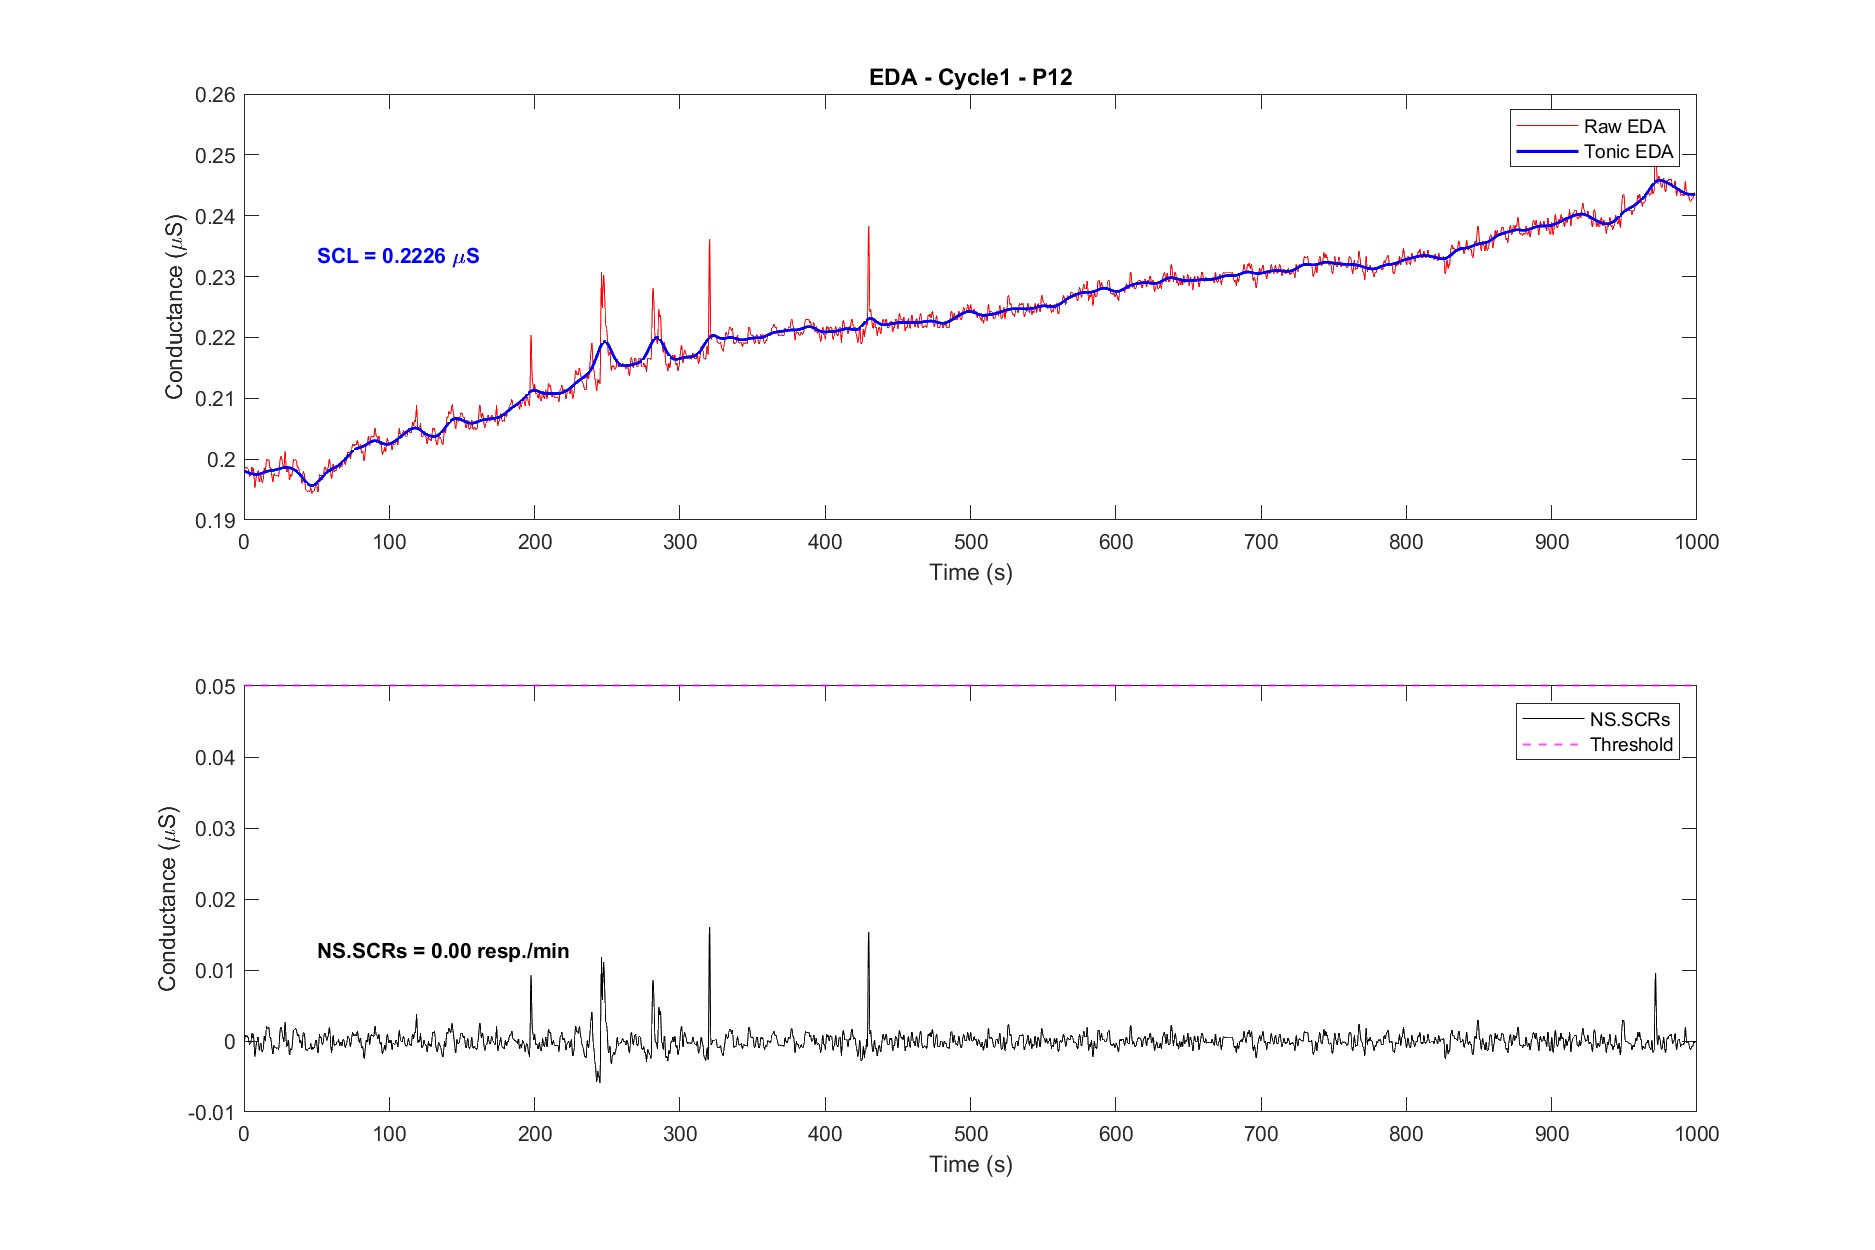 EDA - Cycle1 - P12
0.26
0.25
0.24
0.23
0.22
0.21
0.2
0.19
Conductance (μS)
Raw EDA
Tonic EDA
SCL = 0.2226 μS
0 100 200 300 400 500 600 700 800 900 1000
Time (s)
0.05
0.04
0.03
0.02
0.01
0
-0.01
Conductance (μS)
NS.SCRs
Threshold
NS.SCRs = 0.00 resp./min
0 100 200 300 400 500 600 700 800 900 1000
Time (s)